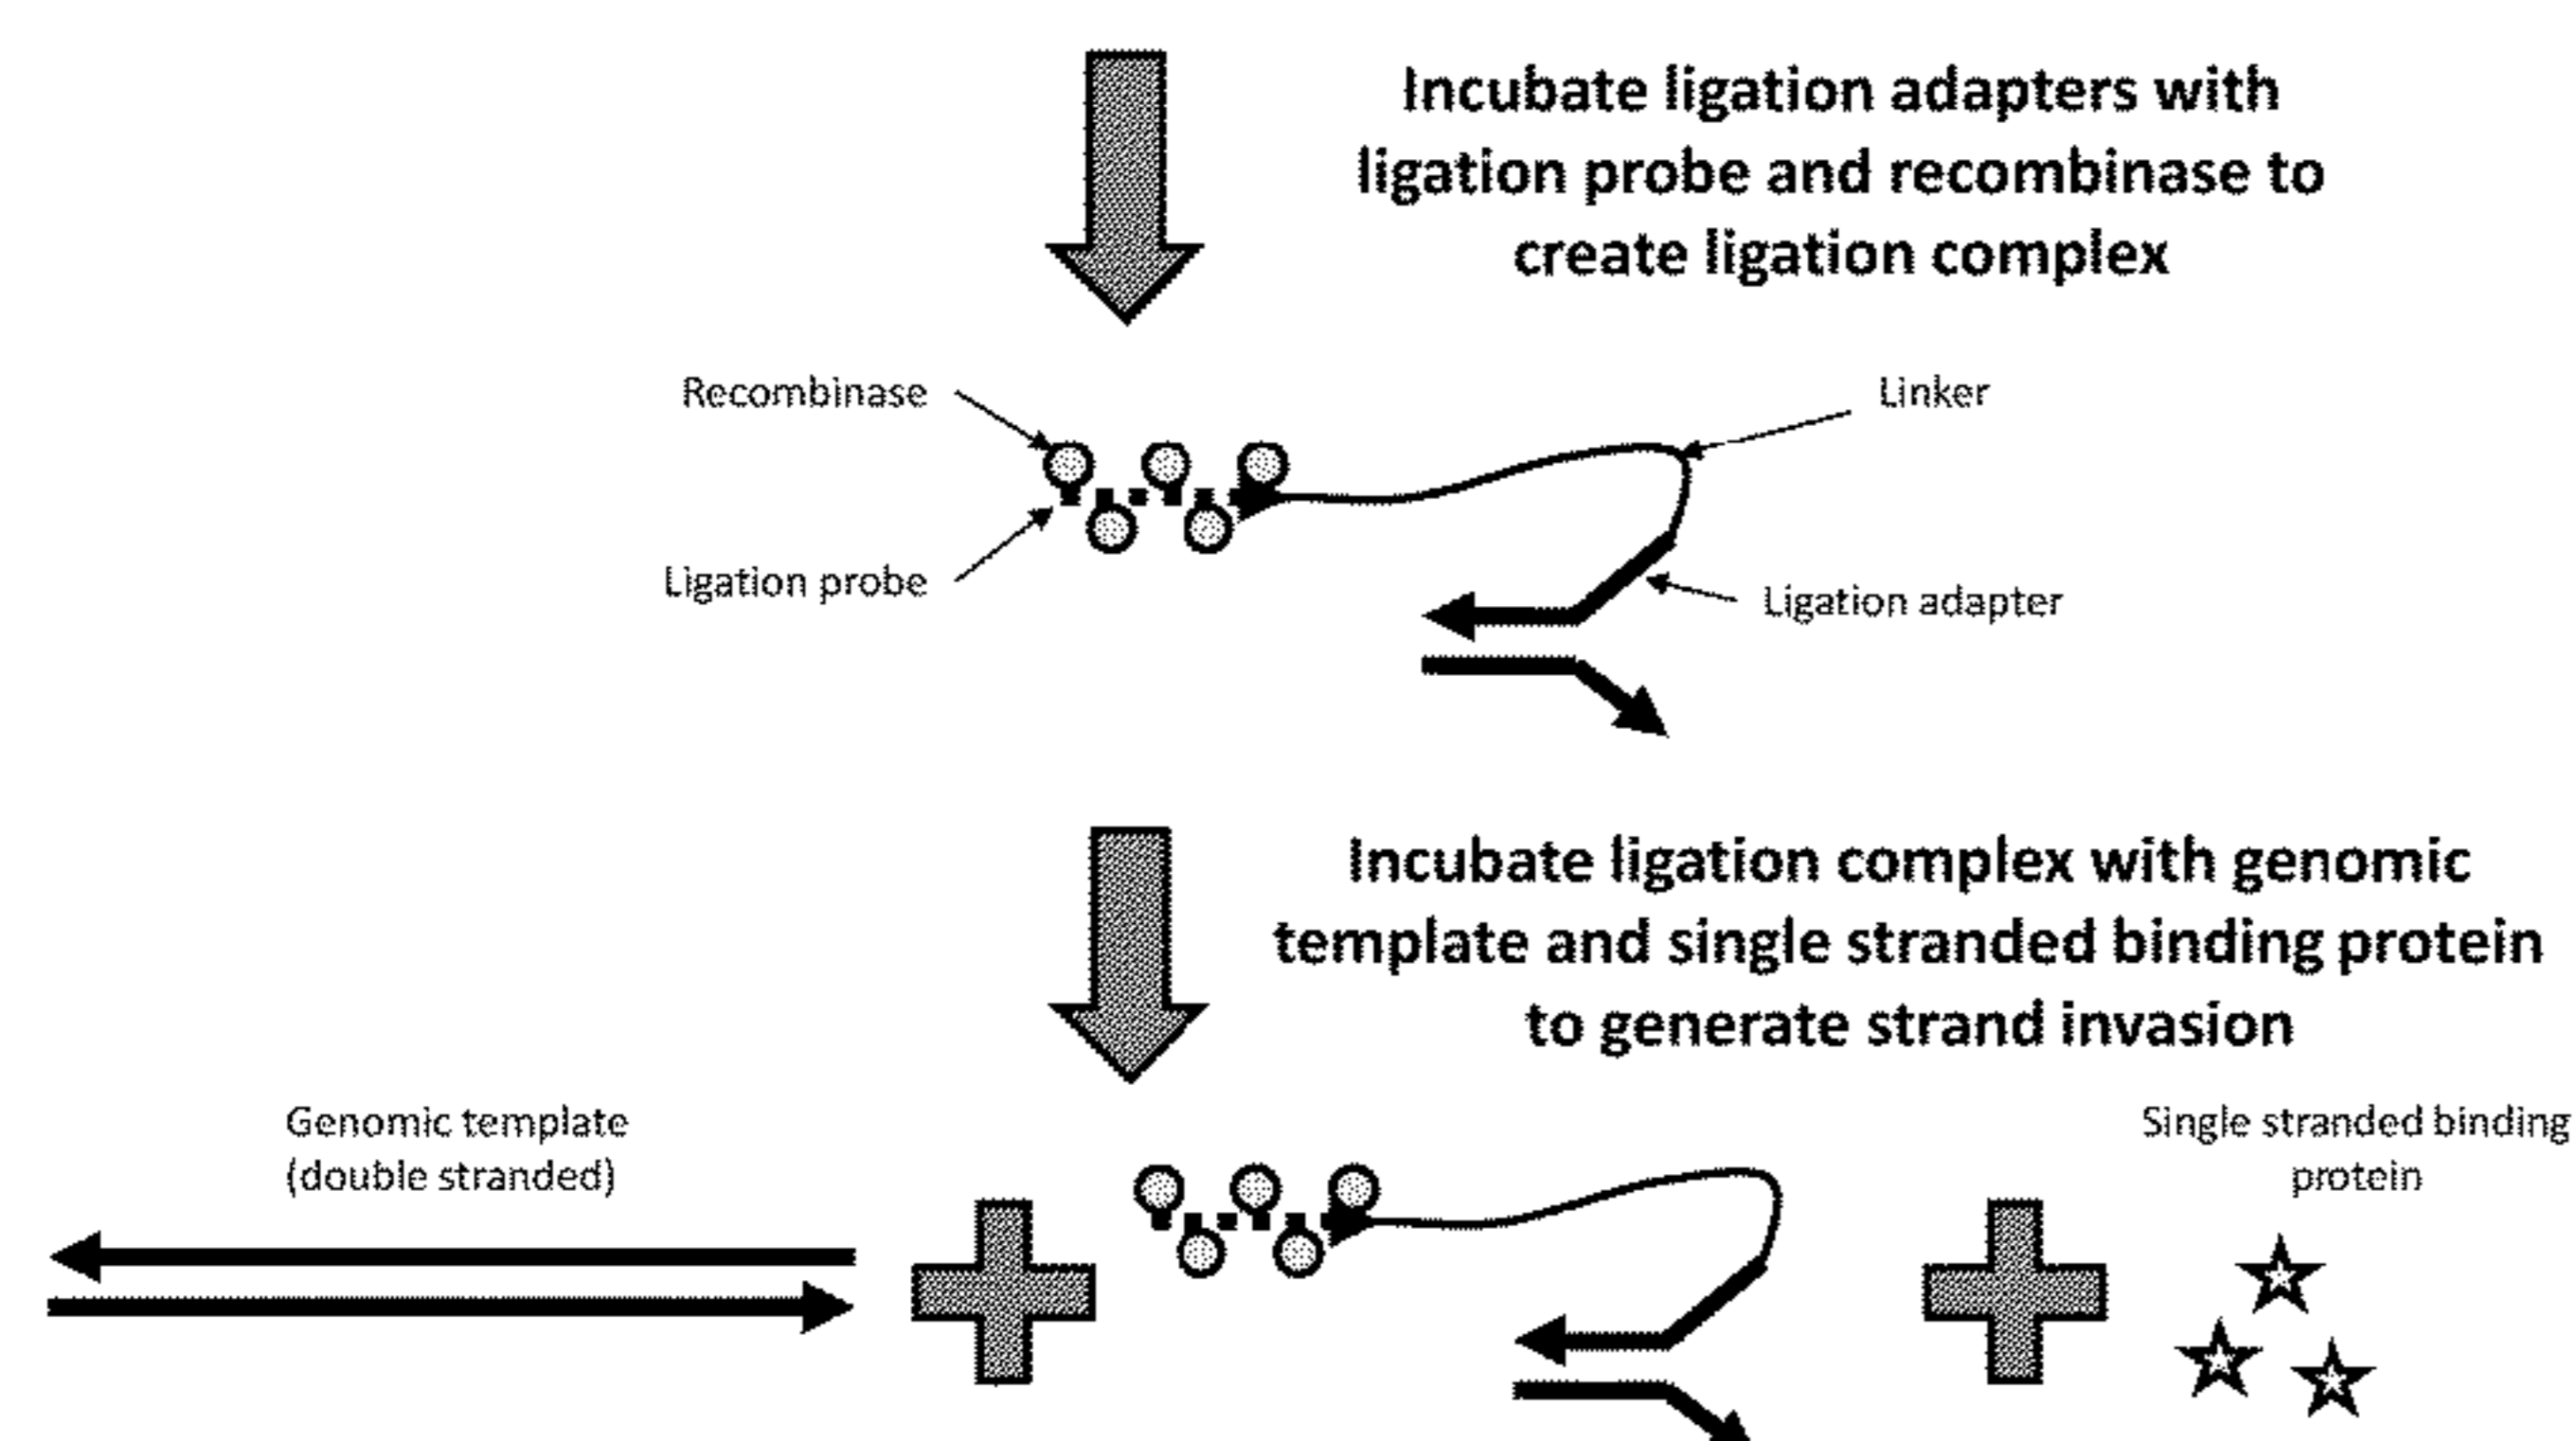 Incubate ligation adapters with
ligation probe and recombinase to
create ligation complex
Recombinase
Linker
Ligation probe
Ligation adapter
Incubate ligation complex with genomic
template and single stranded binding protein
to generate strand invasion
Genomic template
(double stranded)
Single stranded binding
protein